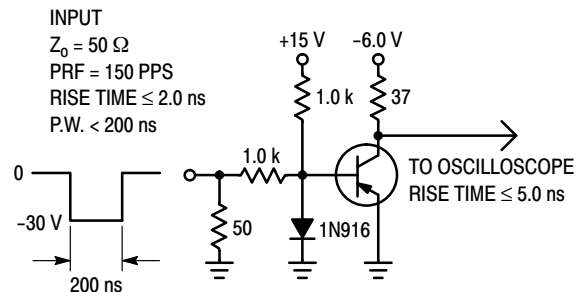 INPUT
Zo = 50 Ω
PRF = 150 PPS
RISE TIME ≤ 2.0 ns
P.W. < 200 ns
+15 V
−6.0 V
1.0 k
37
1.0 k
TO OSCILLOSCOPE
RISE TIME ≤ 5.0 ns
0
−30 V
50
1N916
200 ns